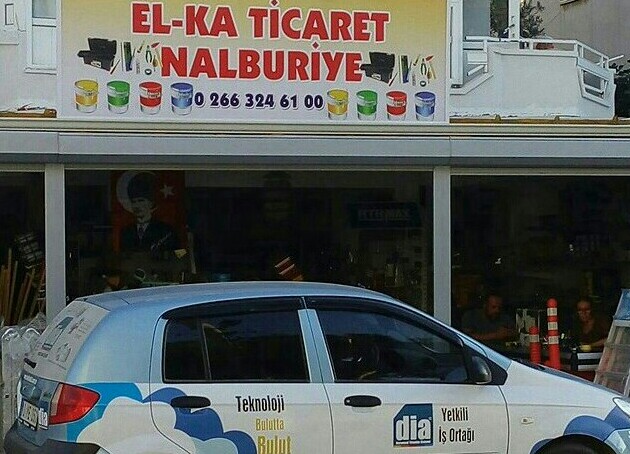 EL-KA TİCARET
NALBURİYE
0 266 324 61 00
Teknoloji
Bulutta
Bulut
dia
Yetkili
İş Ortağı